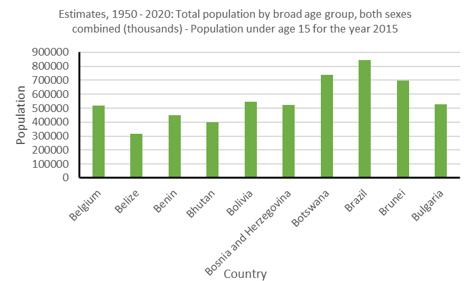 Estimates, 1950 - 2020: Total population by broad age group, both sexes
combined (thousands) - Population under age 15 for the year 2015
Population
900000
800000
700000
600000
500000
400000
300000
200000
100000
0
Belgium
Belize
Benin
Bhutan
Bolivia
Bosnia and Herzegovina
Botswana
Brazil
Brunei
Bulgaria
Country